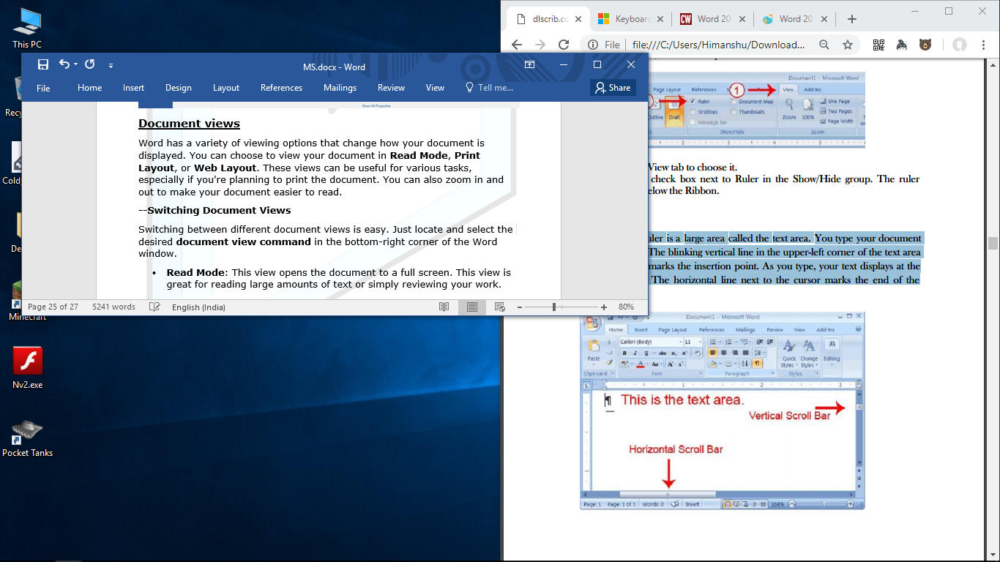 This PC
Recyc
Cold
De
Minecraft
Nv2.exe
Pocket Tanks
MS.docx - Word
File Home Insert Design Layout References Mailings Review View Tell me... Share
Show All Properties
Document views
Word has a variety of viewing options that change how your document is
displayed. You can choose to view your document in Read Mode, Print
Layout, or Web Layout. These views can be useful for various tasks,
especially if you're planning to print the document. You can also zoom in and
out to make your document easier to read.
--Switching Document Views
Switching between different document views is easy. Just locate and select the
desired document view command in the bottom-right corner of the Word
window.
• Read Mode: This view opens the document to a full screen. This view is
great for reading large amounts of text or simply reviewing your work.
Page 25 of 27 5241 words English (India) 80%
dlscrib.co Keyboard Word 20 Word 20
File file:///C:/Users/Himanshu/Download...
Document1 - Microsoft Word
Page Layout References 1 View Add-Ins
Ruler Document Map One Page
Gridlines Thumbnails Two Pages
Message Bar Page Width
Outline Draft Zoom 100%
Show/Hide Zoom
2 3 4 5
View tab to choose it.
check box next to Ruler in the Show/Hide group. The ruler
elow the Ribbon.
uler is a large area called the text area. You type your document
The blinking vertical line in the upper-left corner of the text area
marks the insertion point. As you type, your text displays at the
The horizontal line next to the cursor marks the end of the
Document1 - Microsoft Word
Home Insert Page Layout References Mailings Review View Add-Ins
Calibri (Body) 11
B I U abc x₂ x²
Paste Quick Styles Change Styles Editing
Clipboard Font Paragraph Styles
1 2 3
¶ This is the text area.
Vertical Scroll Bar
Horizontal Scroll Bar
Page: 1 Page: 1 of 1 Words: 0 Insert 184%